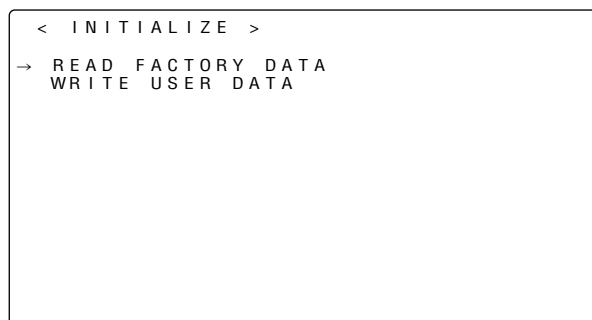 < INITIALIZE >
→ READ FACTORY DATA
WRITE USER DATA